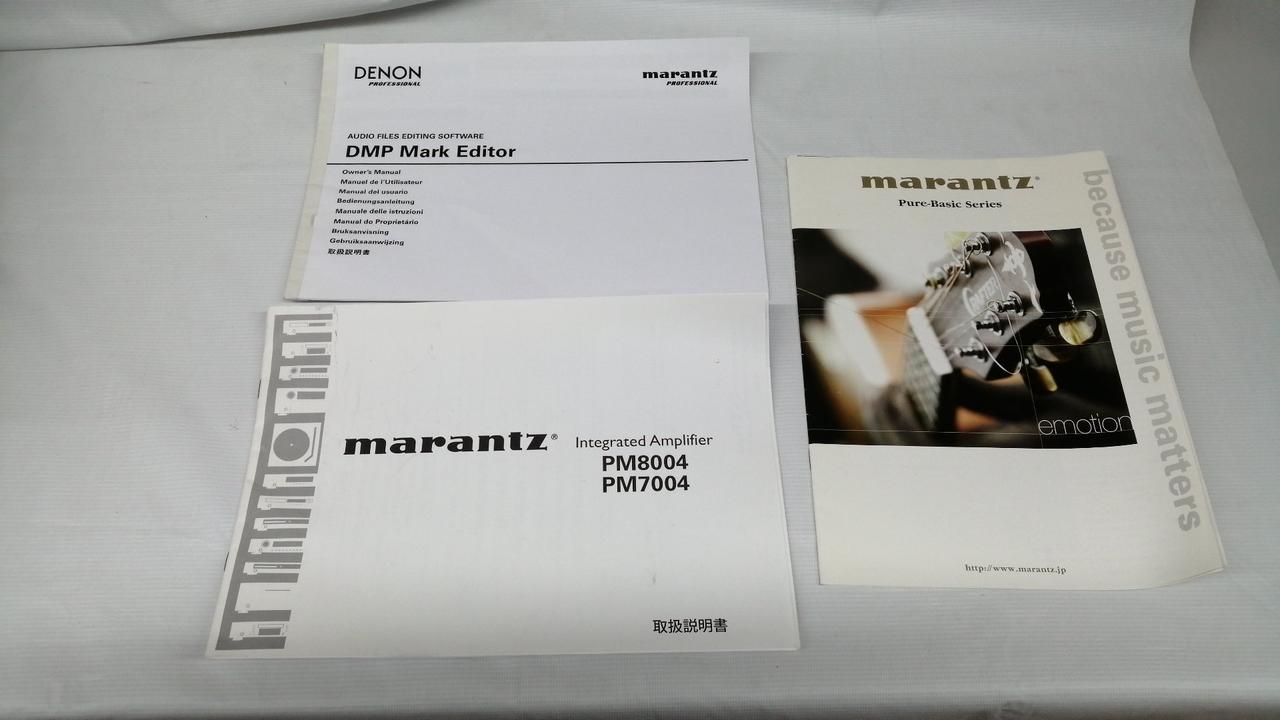 DENON
PROFESSIONAL
marantz
PROFESSIONAL
AUDIO FILES EDITING SOFTWARE
DMP Mark Editor
Owner's Manual
Manuel de l'Utilisateur
Manual del usuario
Bedienungsanleitung
Manuale delle istruzioni
Manual do Proprietário
Bruksanvisning
Gebruiksaanwijzing
取扱説明書
marantz® Integrated Amplifier
PM8004
PM7004
取扱説明書
marantz®
Pure-Basic Series
because music matters
emotion
http://www.marantz.jp